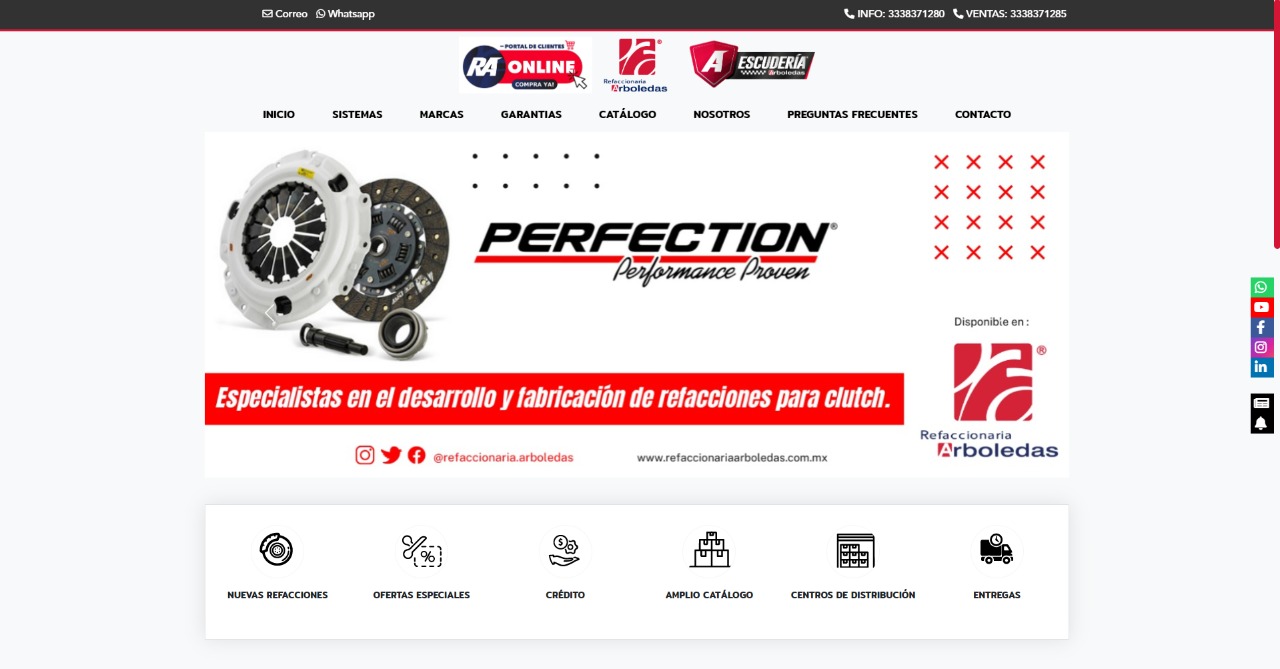 Correo Whatsapp INFO: 3338371280 VENTAS: 3338371285
PORTAL DE CLIENTES
RA ONLINE
COMPRA YA!
®
Refaccionaria
Arboledas
A ESCUDERÍA
Arboledas
INICIO SISTEMAS MARCAS GARANTIAS CATÁLOGO NOSOTROS PREGUNTAS FRECUENTES CONTACTO
PERFECTION®
Performance Proven
Disponible en :
®
Especialistas en el desarrollo y fabricación de refacciones para clutch.
Refaccionaria
Arboledas
@refaccionaria.arboledas www.refaccionariaarboledas.com.mx
NUEVAS REFACCIONES OFERTAS ESPECIALES CRÉDITO AMPLIO CATÁLOGO CENTROS DE DISTRIBUCIÓN ENTREGAS